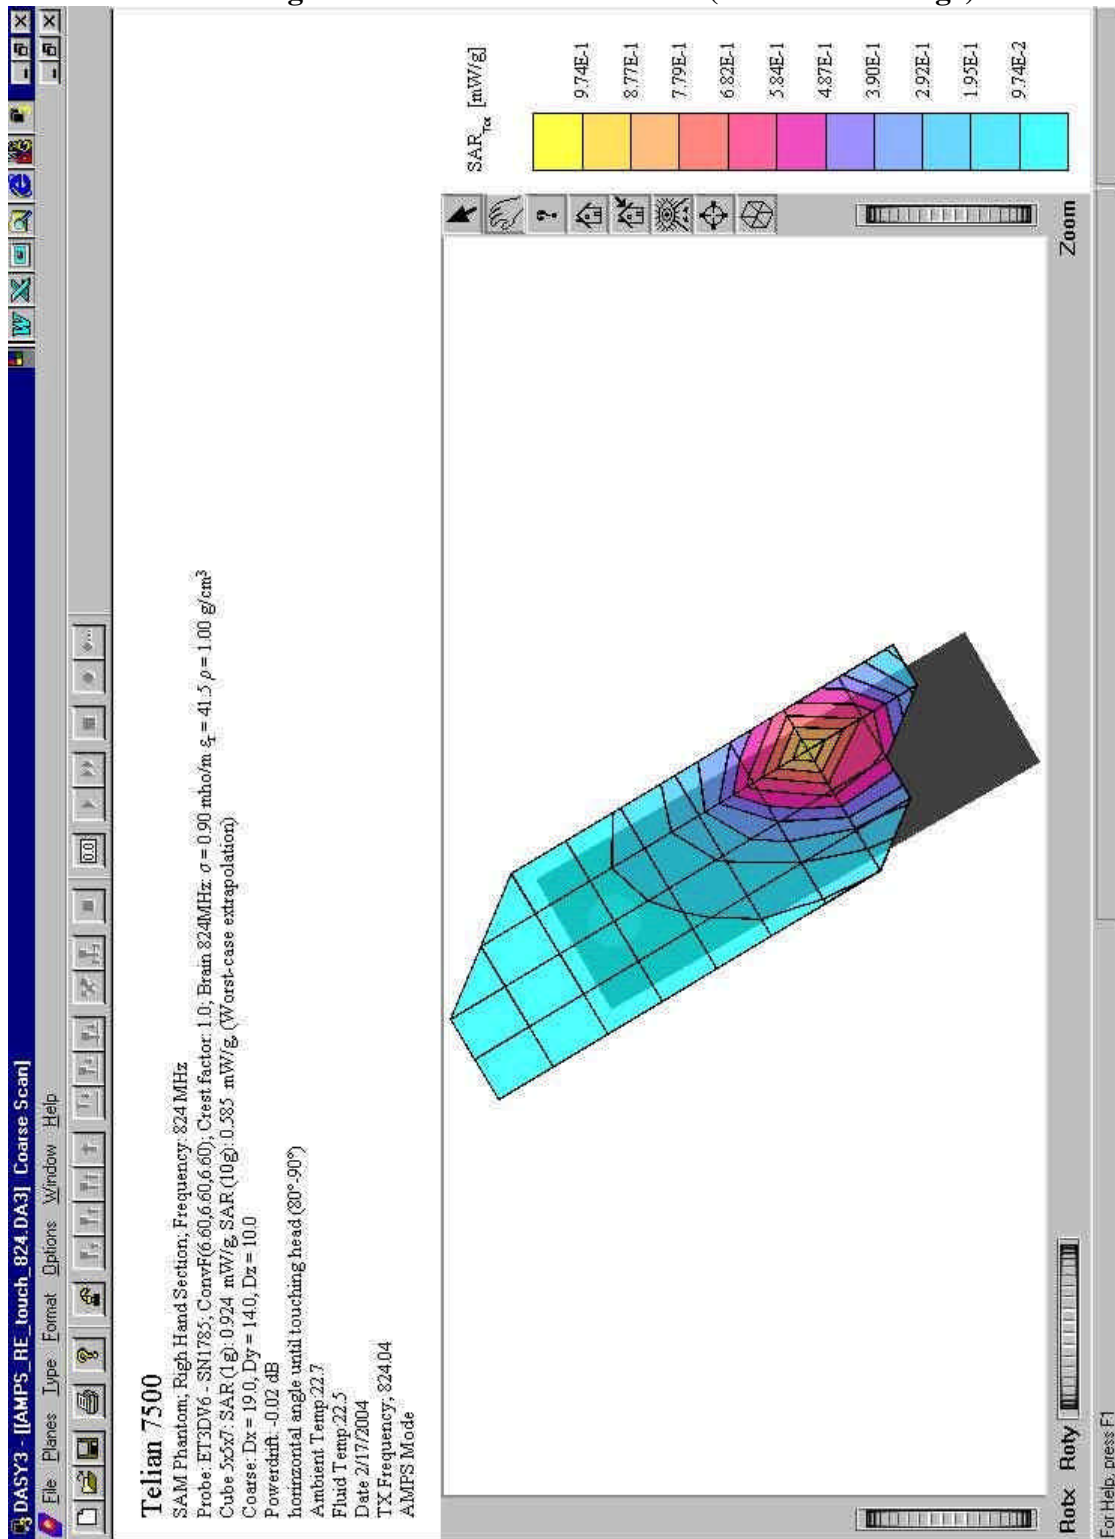 DASY3 - [[AMPS_RE_touch_824.DA3] Coarse Scan]
File Planes Type Format Options Window Help
Telian 7500
SAM Phantom; Righ Hand Section; Frequency: 824 MHz
Probe: ET3DV6 - SN1785; ConvF(6.60,6.60,6.60); Crest factor: 1.0; Brain 824MHz: σ = 0.90 mho/m εr = 41.5 ρ = 1.00 g/cm³
Cube 5x5x7: SAR (1g): 0.924 mW/g, SAR (10g): 0.585 mW/g, (Worst-case extrapolation)
Coarse: Dx = 19.0, Dy = 14.0, Dz = 10.0
Powerdrift: -0.02 dB
horinzontal angle until touching head (80°-90°)
Ambient Temp:22.7
Fluid Temp:22.5
Date 2/17/2004
TX Frequency; 824.04
AMPS Mode
SAR Tot [mW/g]
9.74E-1
8.77E-1
7.79E-1
6.82E-1
5.84E-1
4.87E-1
3.90E-1
2.92E-1
1.95E-1
9.74E-2
Rotx Roty Zoom
For Help, press F1